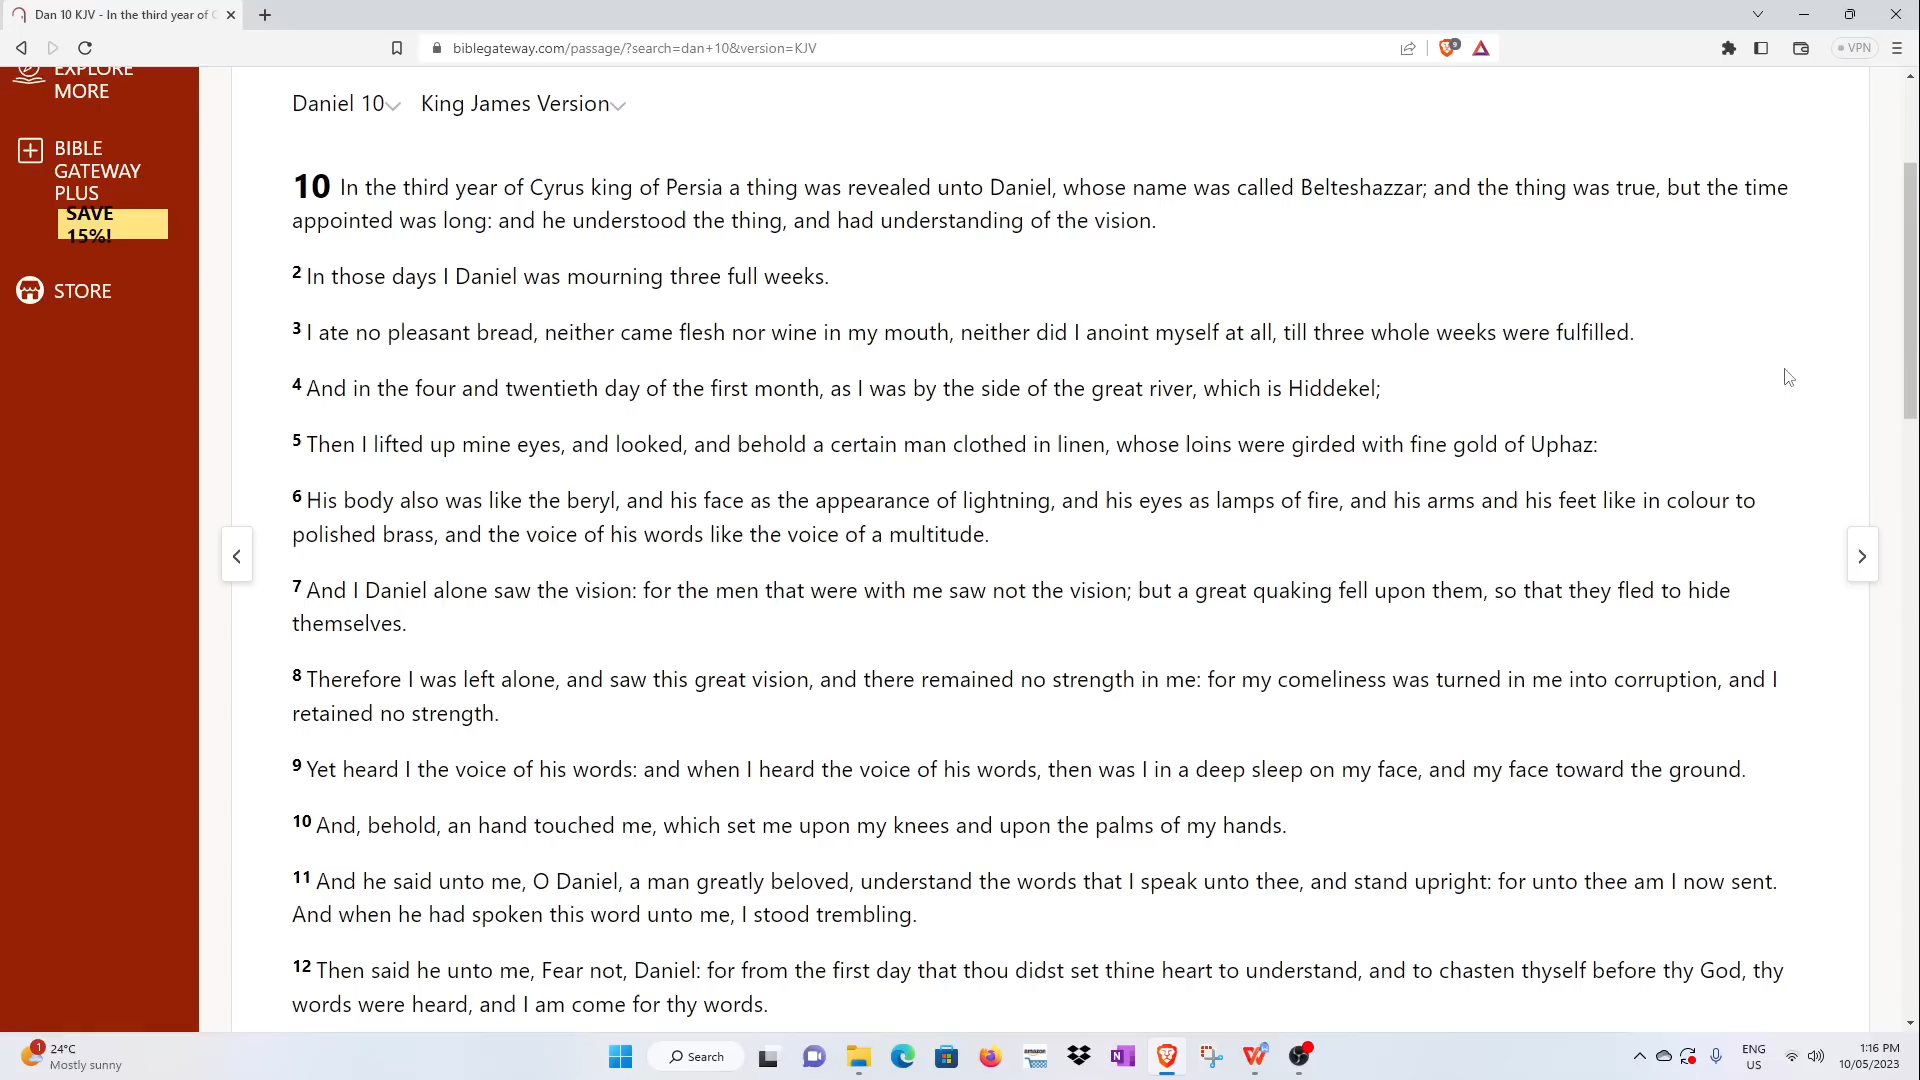 Dan 10 KJV - In the third year of C
biblegateway.com/passage/?search=dan+10&version=KJV
9
VPN
EXPLORE
MORE
BIBLE
GATEWAY
PLUS
SAVE
15%!
STORE
Daniel 10 King James Version
10 In the third year of Cyrus king of Persia a thing was revealed unto Daniel, whose name was called Belteshazzar; and the thing was true, but the time
appointed was long: and he understood the thing, and had understanding of the vision.
2 In those days I Daniel was mourning three full weeks.
3 I ate no pleasant bread, neither came flesh nor wine in my mouth, neither did I anoint myself at all, till three whole weeks were fulfilled.
4 And in the four and twentieth day of the first month, as I was by the side of the great river, which is Hiddekel;
5 Then I lifted up mine eyes, and looked, and behold a certain man clothed in linen, whose loins were girded with fine gold of Uphaz:
6 His body also was like the beryl, and his face as the appearance of lightning, and his eyes as lamps of fire, and his arms and his feet like in colour to
polished brass, and the voice of his words like the voice of a multitude.
7 And I Daniel alone saw the vision: for the men that were with me saw not the vision; but a great quaking fell upon them, so that they fled to hide
themselves.
8 Therefore I was left alone, and saw this great vision, and there remained no strength in me: for my comeliness was turned in me into corruption, and I
retained no strength.
9 Yet heard I the voice of his words: and when I heard the voice of his words, then was I in a deep sleep on my face, and my face toward the ground.
10 And, behold, an hand touched me, which set me upon my knees and upon the palms of my hands.
11 And he said unto me, O Daniel, a man greatly beloved, understand the words that I speak unto thee, and stand upright: for unto thee am I now sent.
And when he had spoken this word unto me, I stood trembling.
12 Then said he unto me, Fear not, Daniel: for from the first day that thou didst set thine heart to understand, and to chasten thyself before thy God, thy
words were heard, and I am come for thy words.
1
24°C
Mostly sunny
Search
amazon
ENG
US
1:16 PM
10/05/2023